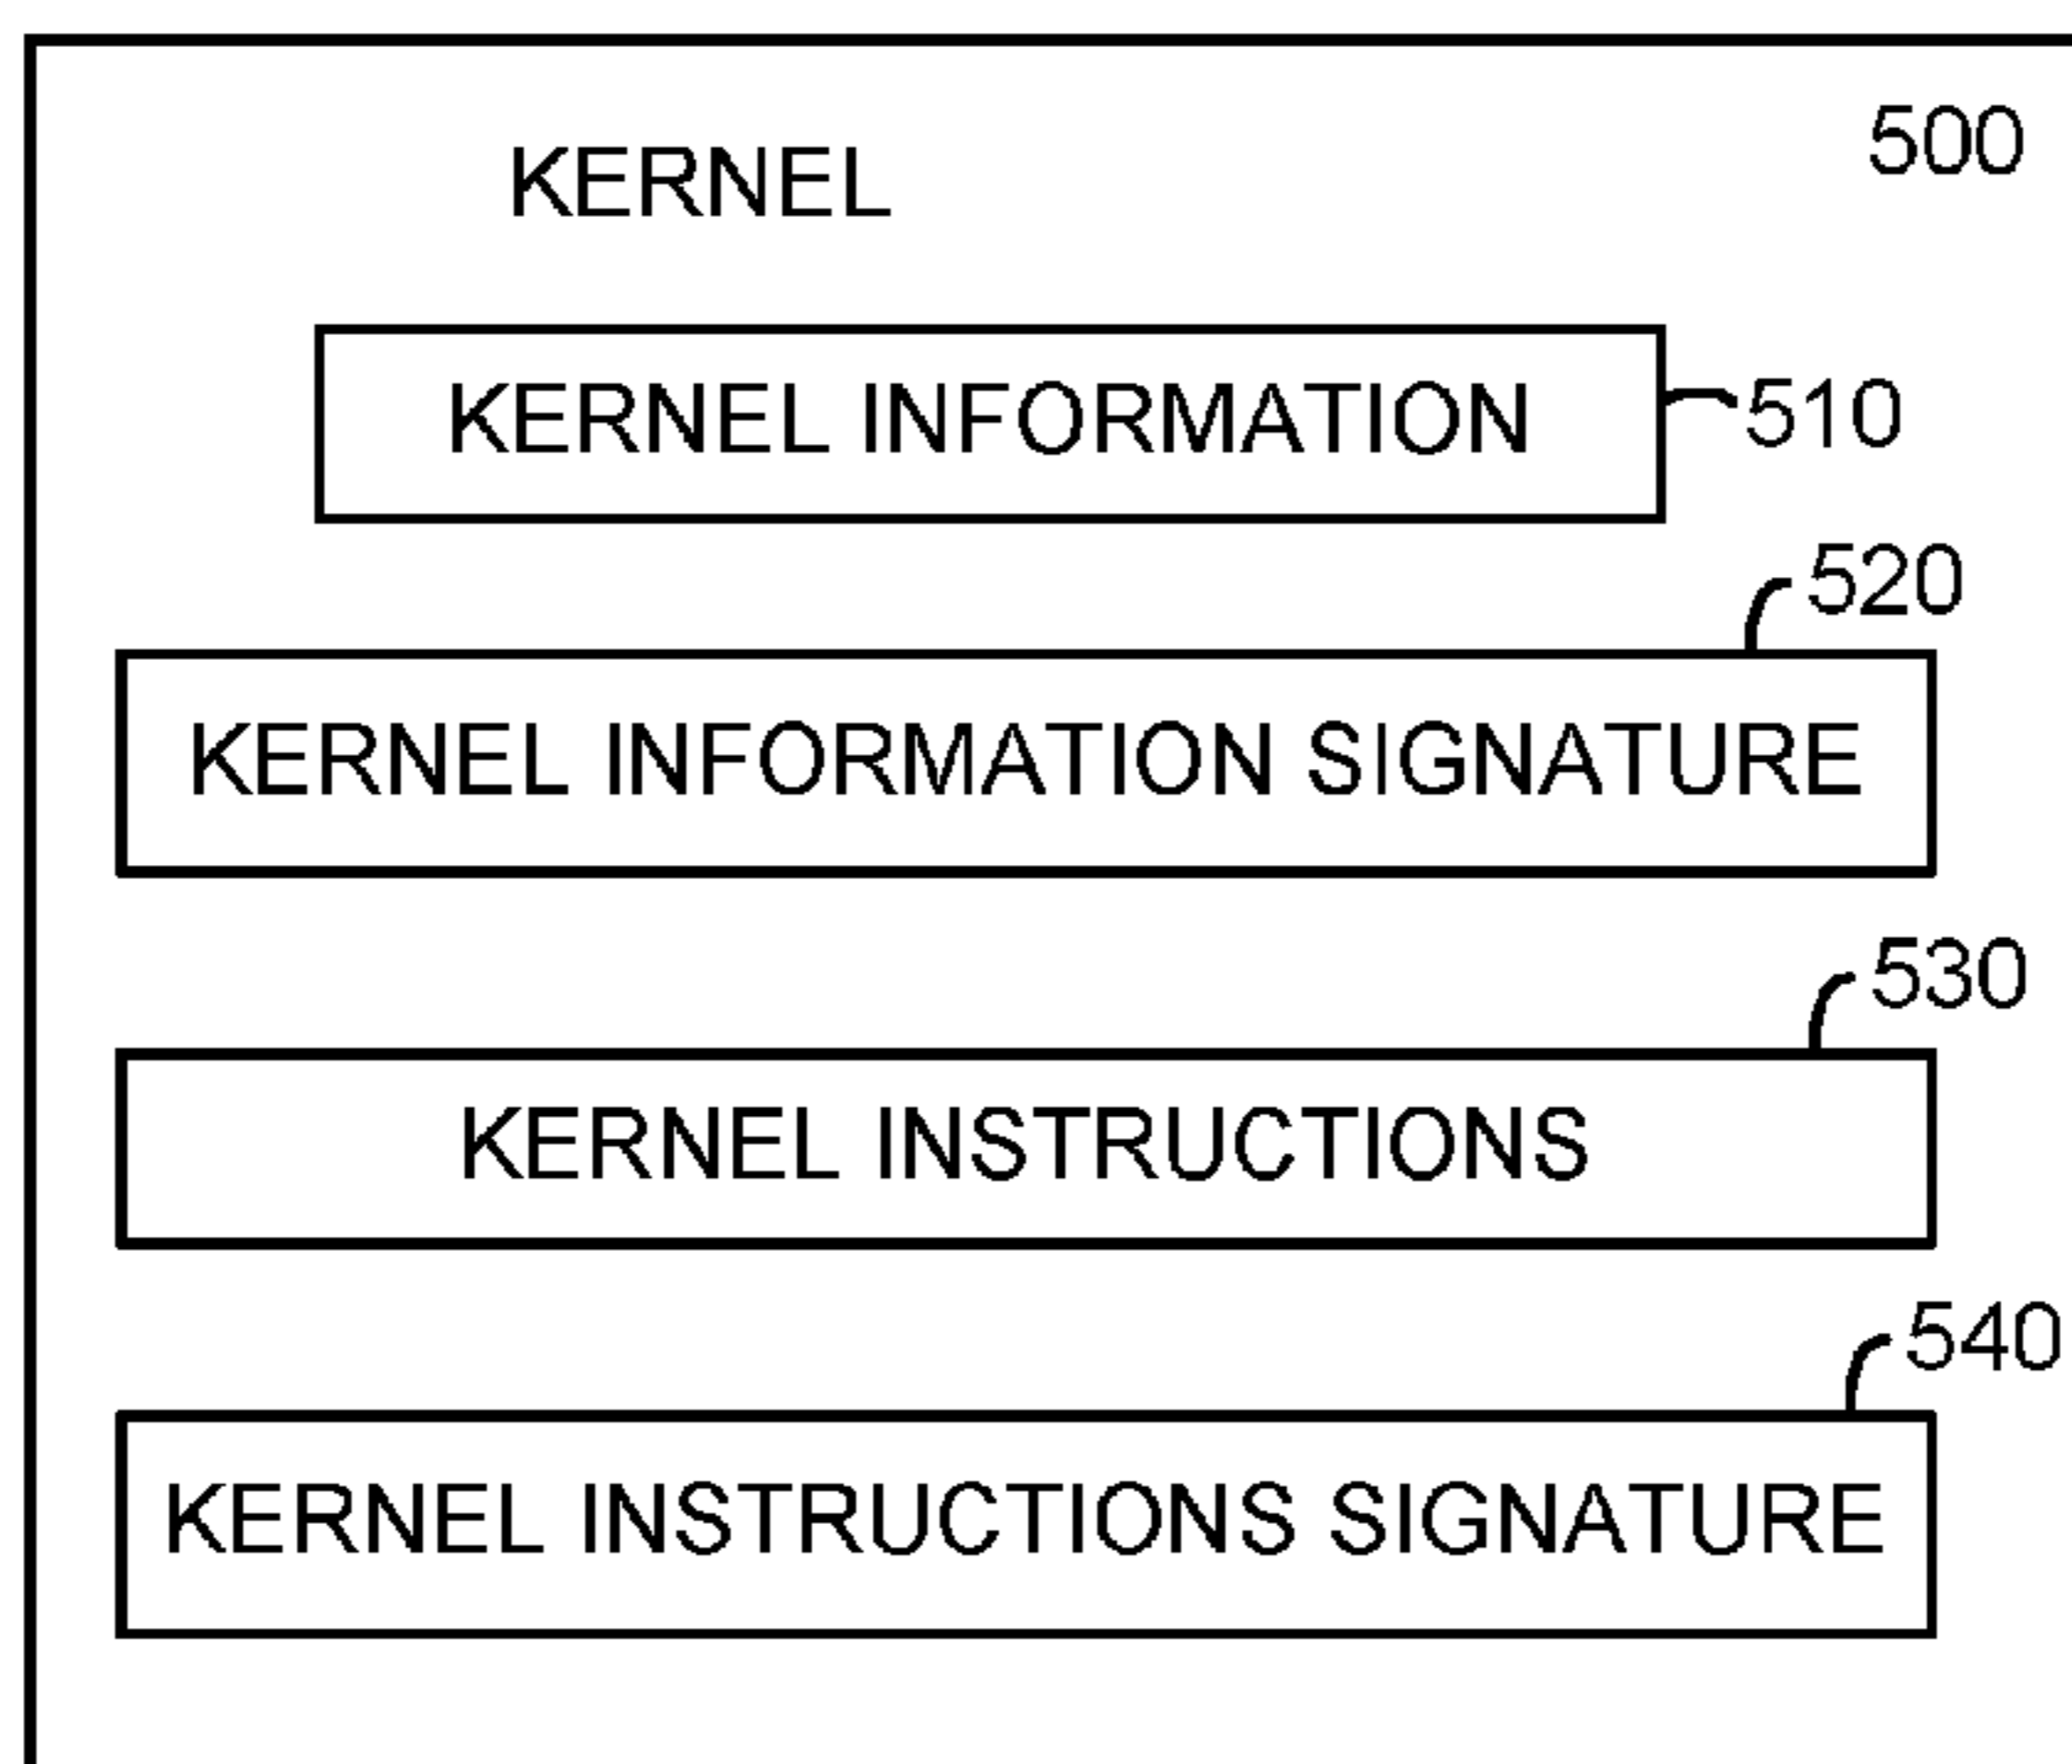 500
KERNEL
KERNEL INFORMATION
510
520
KERNEL INFORMATION SIGNATURE
530
KERNEL INSTRUCTIONS
540
KERNEL INSTRUCTIONS SIGNATURE